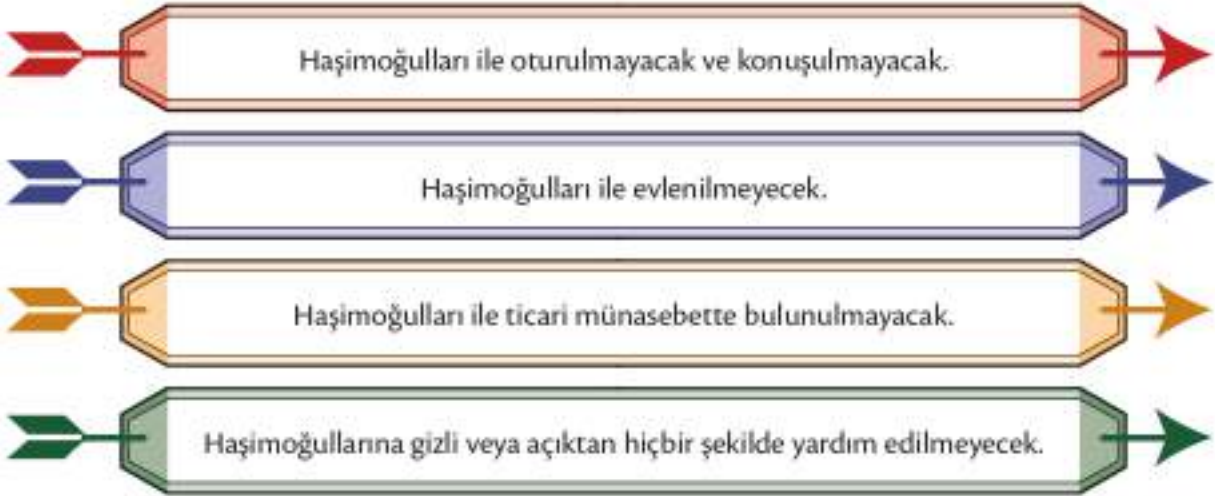 Haşimoğulları ile oturulmayacak ve konuşulmayacak.
Haşimoğulları ile evlenilmeyecek.
Haşimoğulları ile ticari münasebette bulunulmayacak.
Haşimoğullarına gizli veya açıktan hiçbir şekilde yardım edilmeyecek.